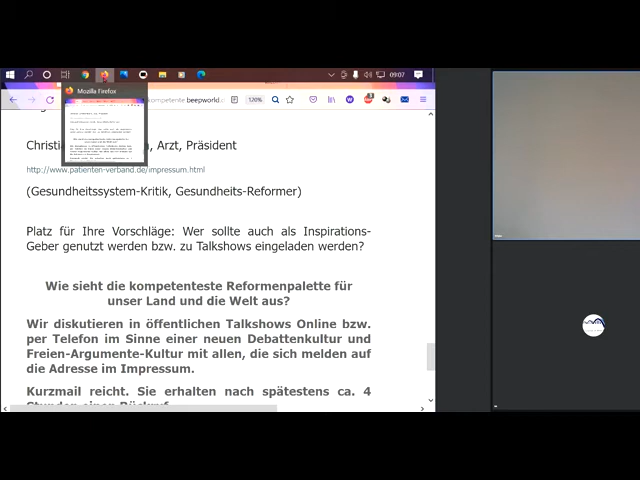 09:07
Mozilla Firefox
kompetente.beepworld.
120%
Christi , Arzt, Präsident
http://www.patienten-verband.de/impressum.html
(Gesundheitssystem-Kritik, Gesundheits-Reformer)
Platz für Ihre Vorschläge: Wer sollte auch als Inspirations-
Geber genutzt werden bzw. zu Talkshows eingeladen werden?
Wie sieht die kompetenteste Reformenpalette für
unser Land und die Welt aus?
Wir diskutieren in öffentlichen Talkshows Online bzw.
per Telefon im Sinne einer neuen Debattenkultur und
Freien-Argumente-Kultur mit allen, die sich melden auf
die Adresse im Impressum.
Kurzmail reicht. Sie erhalten nach spätestens ca. 4
Stunden einen Rückruf